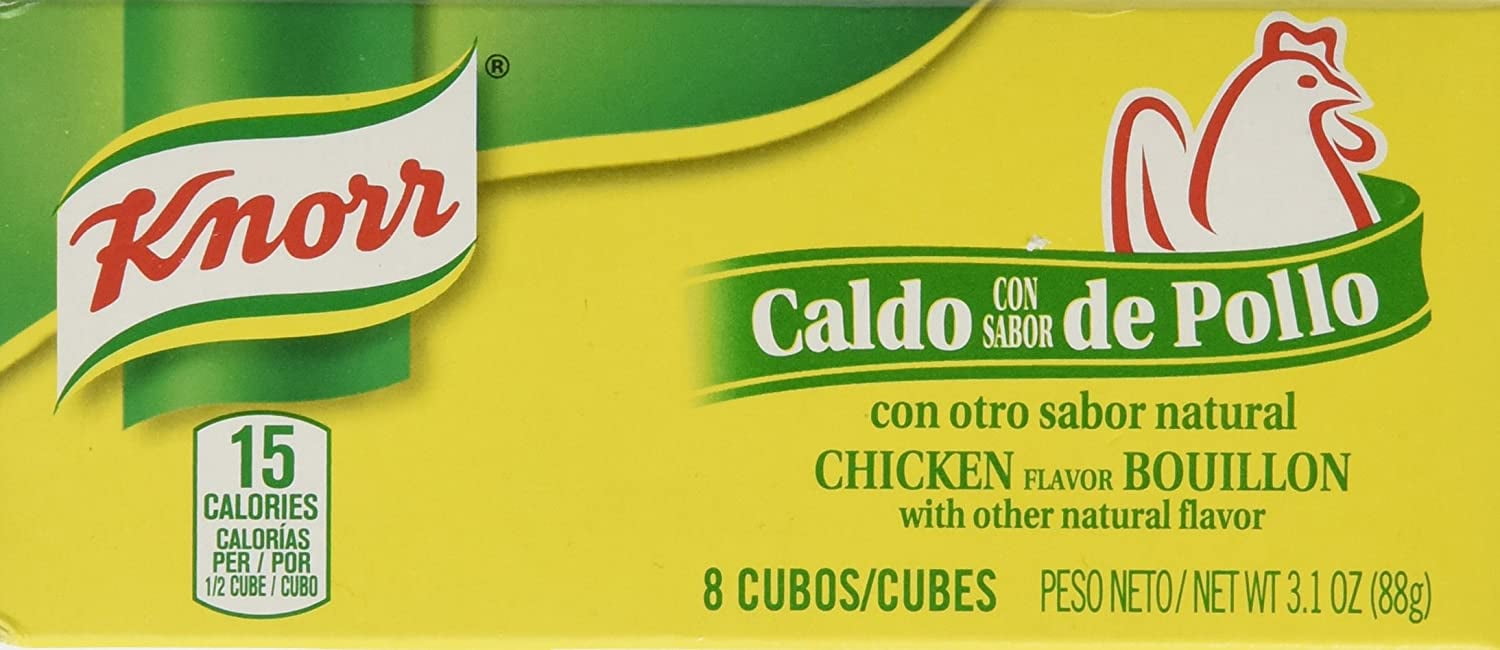 Knorr®
Caldo CON SABOR de Pollo
con otro sabor natural
CHICKEN FLAVOR BOUILLON
with other natural flavor
15
CALORIES
CALORÍAS
PER / POR
1/2 CUBE / CUBO
8 CUBOS/CUBES PESO NETO/ NET WT 3.1 OZ (88g)